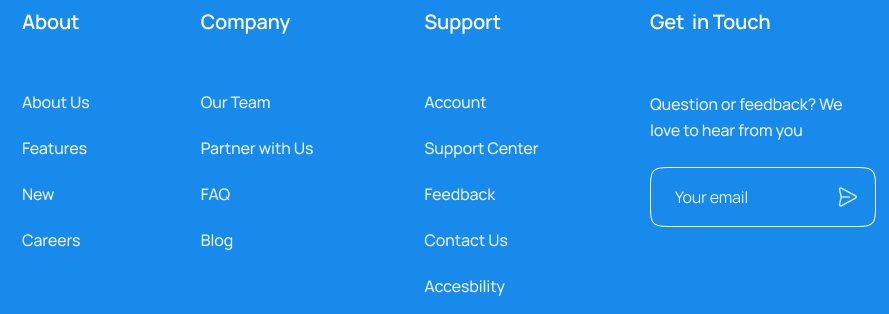 About
About Us
Features
New
Careers
Company
Our Team
Partner with Us
FAQ
Blog
Support
Account
Support Center
Feedback
Contact Us
Accesbility
Get in Touch
Question or feedback? We
love to hear from you
Your email